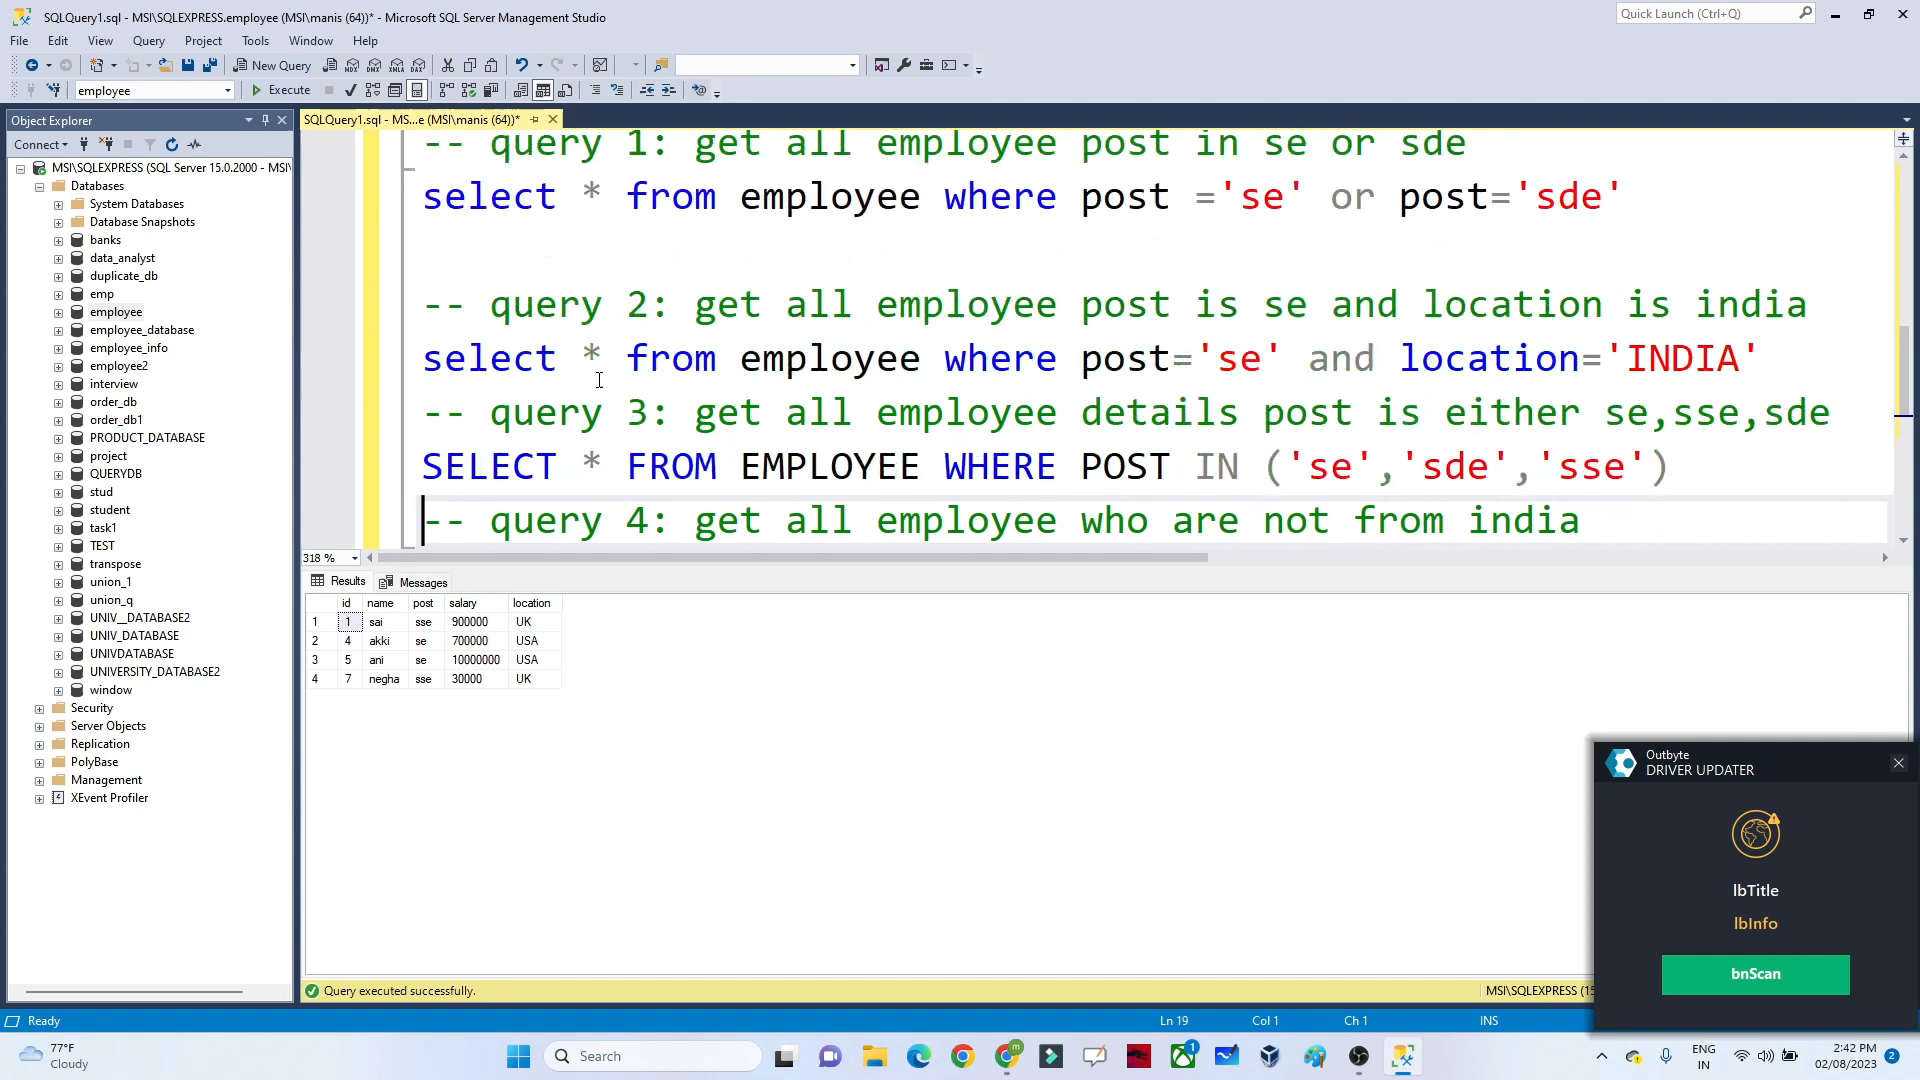 SQLQuery1.sql - MSI\SQLEXPRESS.employee (MSI\manis (64))* - Microsoft SQL Server Management Studio
Quick Launch (Ctrl+Q)
File Edit View Query Project Tools Window Help
New Query
employee
Execute
Object Explorer
Connect
MSI\SQLEXPRESS (SQL Server 15.0.2000 - MSI\
Databases
System Databases
Database Snapshots
banks
data_analyst
duplicate_db
emp
employee
employee_database
employee_info
employee2
interview
order_db
order_db1
PRODUCT_DATABASE
project
QUERYDB
stud
student
task1
TEST
transpose
union_1
union_q
UNIV__DATABASE2
UNIV_DATABASE
UNIVDATABASE
UNIVERSITY_DATABASE2
window
Security
Server Objects
Replication
PolyBase
Management
XEvent Profiler
SQLQuery1.sql - MS...e (MSI\manis (64))*
-- query 1: get all employee post in se or sde
select * from employee where post ='se' or post='sde'
-- query 2: get all employee post is se and location is india
select * from employee where post='se' and location='INDIA'
-- query 3: get all employee details post is either se,sse,sde
SELECT * FROM EMPLOYEE WHERE POST IN ('se','sde','sse')
-- query 4: get all employee who are not from india
318 %
Results Messages
id name post salary location
1 1 sai sse 900000 UK
2 4 akki se 700000 USA
3 5 ani se 10000000 USA
4 7 negha sse 30000 UK
Query executed successfully.
MSI\SQLEXPRESS (15
Outbyte
DRIVER UPDATER
lbTitle
lbInfo
bnScan
Ready
Ln 19 Col 1 Ch 1 INS
77°F
Cloudy
Search
m
1
ENG
IN
2:42 PM
02/08/2023
2